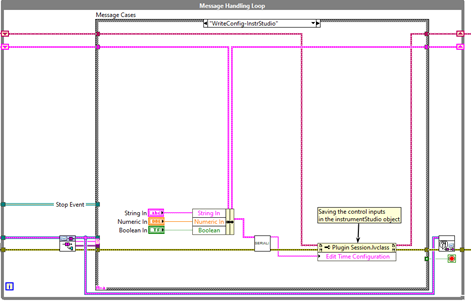 Message Handling Loop
Message Cases
"WriteConfig-InstrStudio"
Stop Event
String In
String In
Numeric In
Numeric In
Boolean In
Boolean
Saving the control inputs
in the instrumentStudio object
Plugin Session.lvclass
Edit Time Configuration
i